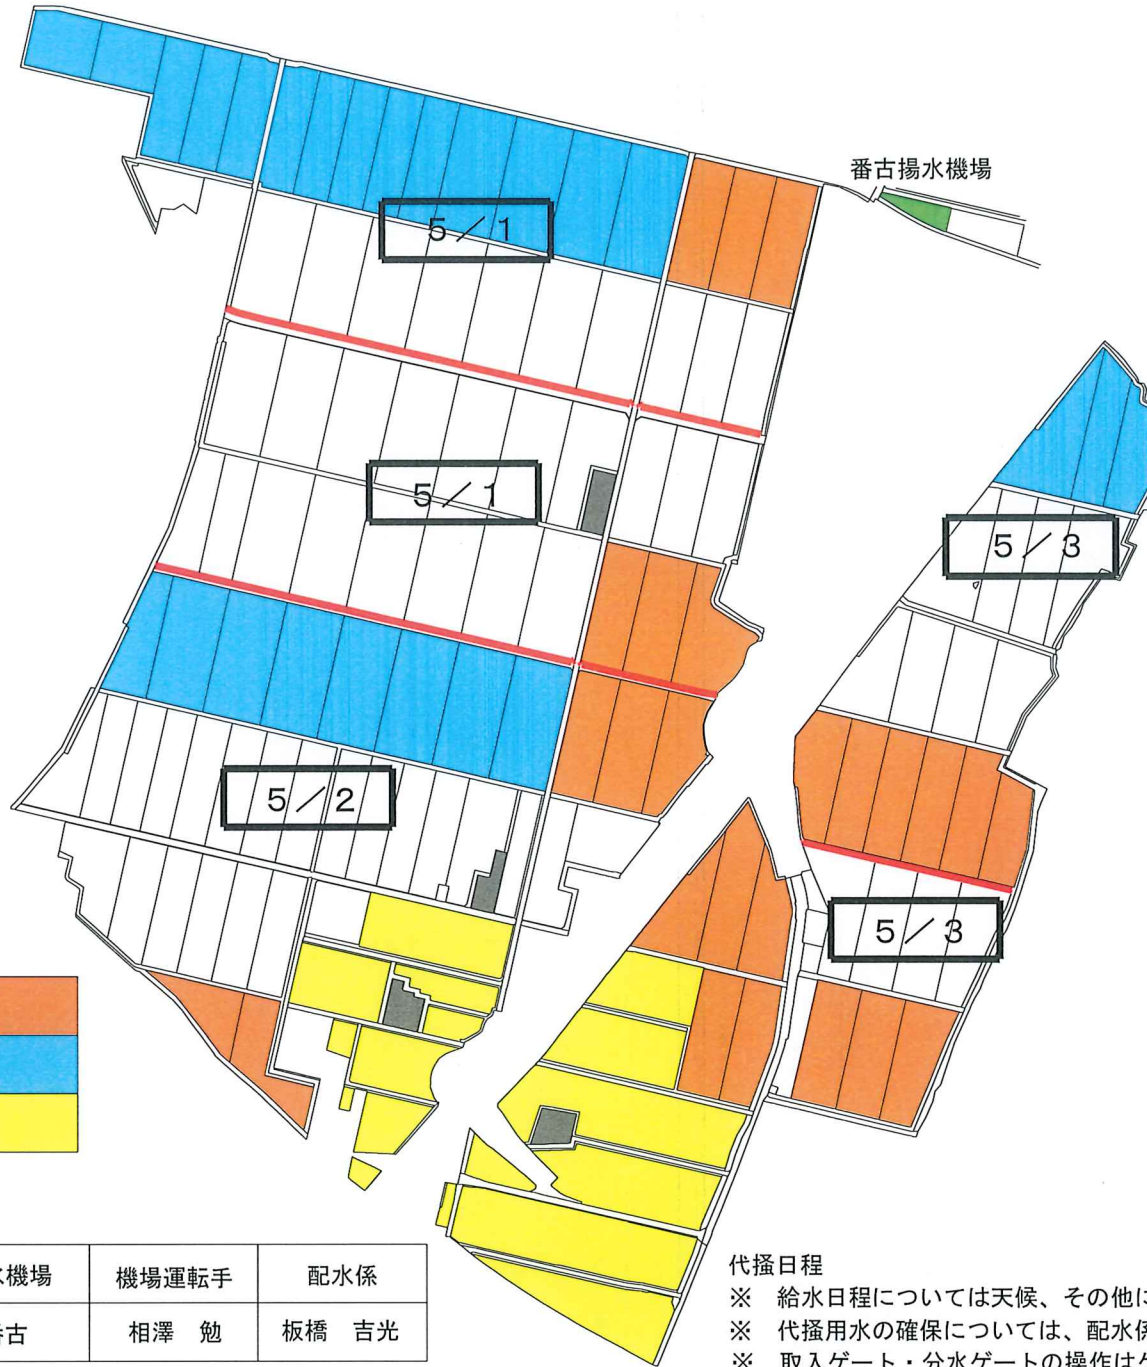 番古揚水機場
5／1
5／1
5／3
5／2
5／3
水機場 機場運転手 配水係
番古 相澤 勉 板橋 吉光
代掻日程
※ 給水日程については天候、その他に
※ 代掻用水の確保については、配水係
※ 取入ゲート・分水ゲートの操作は